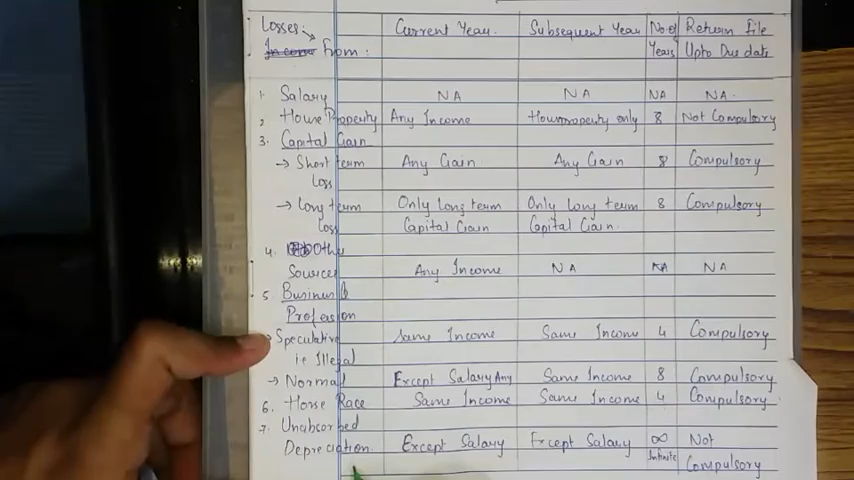 Losses: Current Year. Subsequent Year No. of Return File
from: Years Upto Due date
1. Salary NA NA NA NA.
2 House Property Any Income House property only 8 Not Compulsory
3. Capital Gain
→ Short term Any Gain Any Gain 8 Compulsory
Loss
→ Long term Only Long term Only Long term 8 Compulsory
Loss Capital Gain Capital Gain.
4. Other
Sources Any Income NA NA NA
5. Business &
Profession
Speculative Same Income Same Income 4 Compulsory
ie Illegal
→ Normal Except Salary Any Same Income 8 Compulsory
6. Horse Race Same Income Same Income 4 Compulsory
7. Unabsorbed
Depreciation. Except Salary Except Salary ∞ Not
Infinite Compulsory